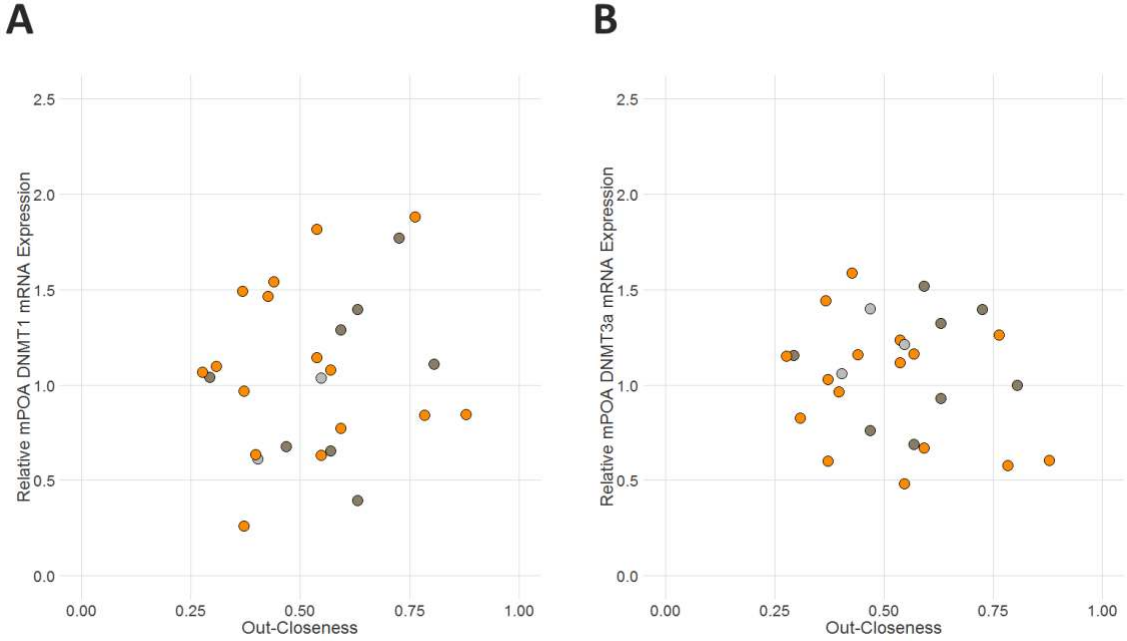 A
B
Relative mPOA DNMT1 mRNA Expression
2.5
2.0
1.5
1.0
0.5
0.0
0.00 0.25 0.50 0.75 1.00
Out-Closeness
Relative mPOA DNMT3a mRNA Expression
2.5
2.0
1.5
1.0
0.5
0.0
0.00 0.25 0.50 0.75 1.00
Out-Closeness